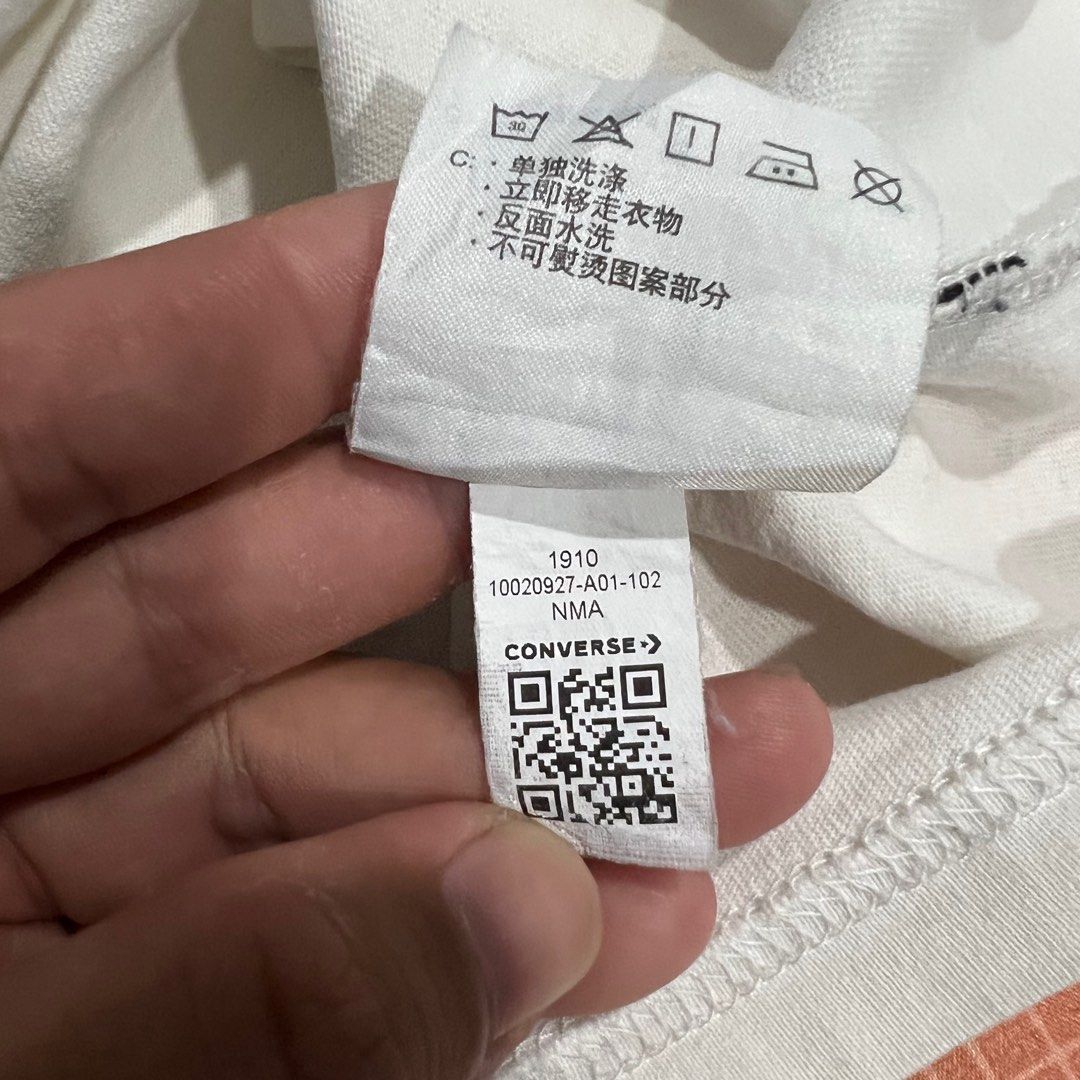 30
C: · 单独洗涤
· 立即移走衣物
· 反面水洗
· 不可熨烫图案部分
1910
10020927-A01-102
NMA
CONVERSE